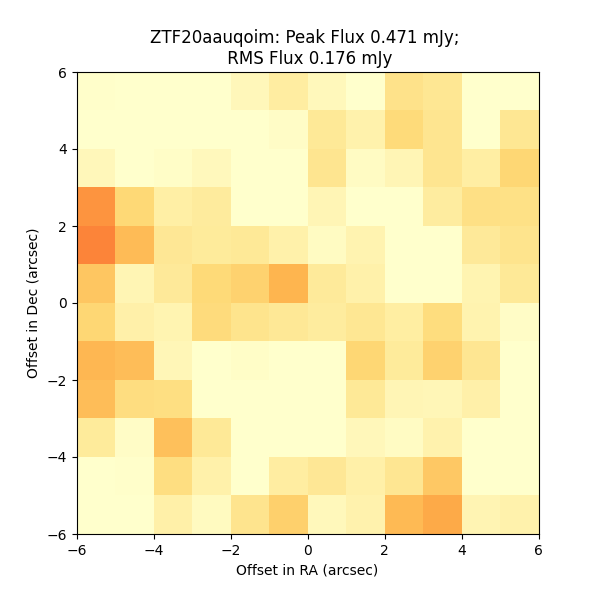 ZTF20aauqoim: Peak Flux 0.471 mJy;
RMS Flux 0.176 mJy
6
4
2
0
−2
−4
−6
Offset in Dec (arcsec)
−6 −4 −2 0 2 4 6
Offset in RA (arcsec)